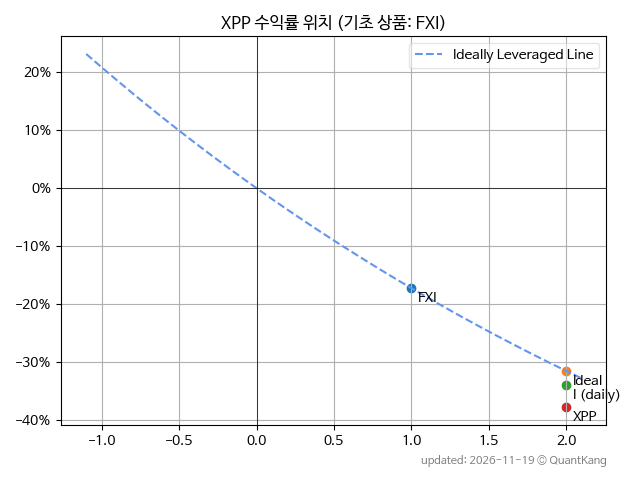 XPP 수익률 위치 (기초 상품: FXI)
Ideally Leveraged Line
20%
10%
0%
−10%
−20%
−30%
−40%
FXI
Ideal
I (daily)
XPP
−1.0
−0.5
0.0
0.5
1.0
1.5
2.0
updated: 2026-11-19 © QuantKang